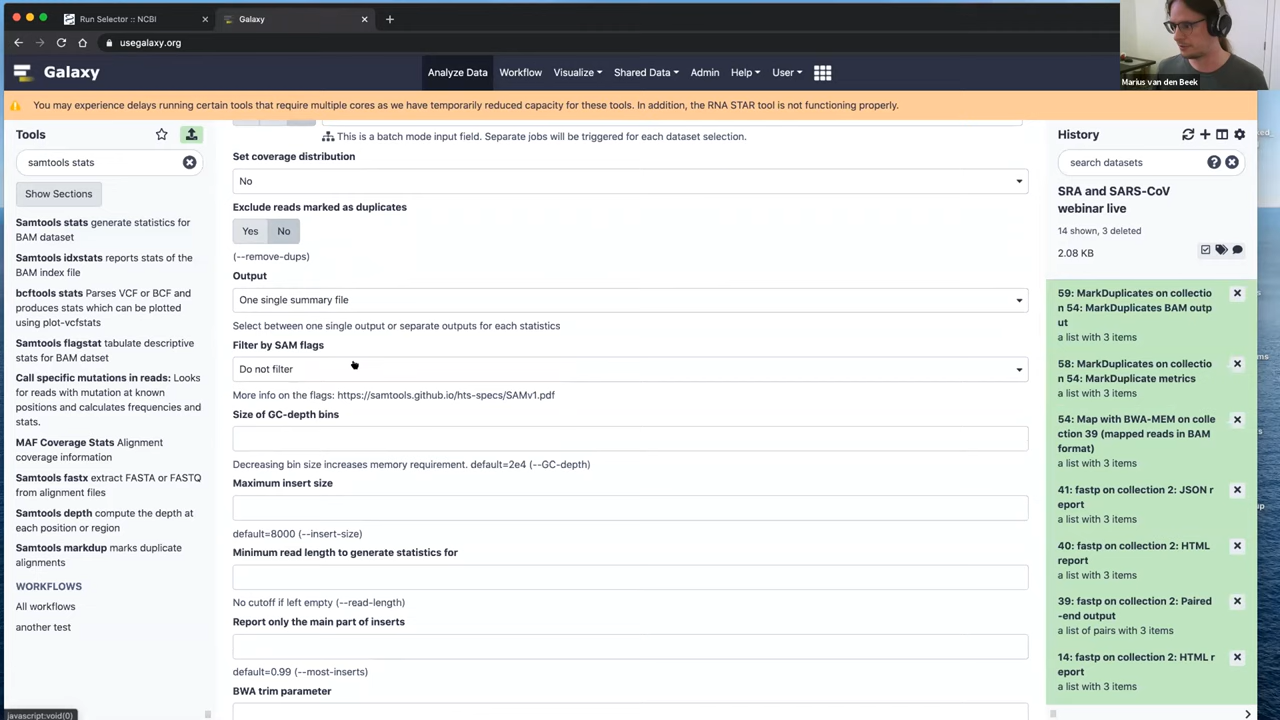 Run Selector :: NCBI
Galaxy
usegalaxy.org
Galaxy
Analyze Data
Workflow
Visualize
Shared Data
Admin
Help
User
Marius van den Beek
You may experience delays running certain tools that require multiple cores as we have temporarily reduced capacity for these tools. In addition, the RNA STAR tool is not functioning properly.
Tools
samtools stats
Show Sections
Samtools stats generate statistics for
BAM dataset
Samtools idxstats reports stats of the
BAM index file
bcftools stats Parses VCF or BCF and
produces stats which can be plotted
using plot-vcfstats
Samtools flagstat tabulate descriptive
stats for BAM datset
Call specific mutations in reads: Looks
for reads with mutation at known
positions and calculates frequencies and
stats.
MAF Coverage Stats Alignment
coverage information
Samtools fastx extract FASTA or FASTQ
from alignment files
Samtools depth compute the depth at
each position or region
Samtools markdup marks duplicate
alignments
WORKFLOWS
All workflows
another test
javascript:void(0)
This is a batch mode input field. Separate jobs will be triggered for each dataset selection.
Set coverage distribution
No
Exclude reads marked as duplicates
Yes
No
(--remove-dups)
Output
One single summary file
Select between one single output or separate outputs for each statistics
Filter by SAM flags
Do not filter
More info on the flags: https://samtools.github.io/hts-specs/SAMv1.pdf
Size of GC-depth bins
Decreasing bin size increases memory requirement. default=2e4 (--GC-depth)
Maximum insert size
default=8000 (--insert-size)
Minimum read length to generate statistics for
No cutoff if left empty (--read-length)
Report only the main part of inserts
default=0.99 (--most-inserts)
BWA trim parameter
History
search datasets
SRA and SARS-CoV
webinar live
14 shown, 3 deleted
2.08 KB
59: MarkDuplicates on collectio
n 54: MarkDuplicates BAM outp
ut
a list with 3 items
58: MarkDuplicates on collectio
n 54: MarkDuplicate metrics
a list with 3 items
54: Map with BWA-MEM on colle
ction 39 (mapped reads in BAM
format)
a list with 3 items
41: fastp on collection 2: JSON r
eport
a list with 3 items
40: fastp on collection 2: HTML
report
a list with 3 items
39: fastp on collection 2: Paired
-end output
a list of pairs with 3 items
14: fastp on collection 2: HTML r
eport
a list with 3 items